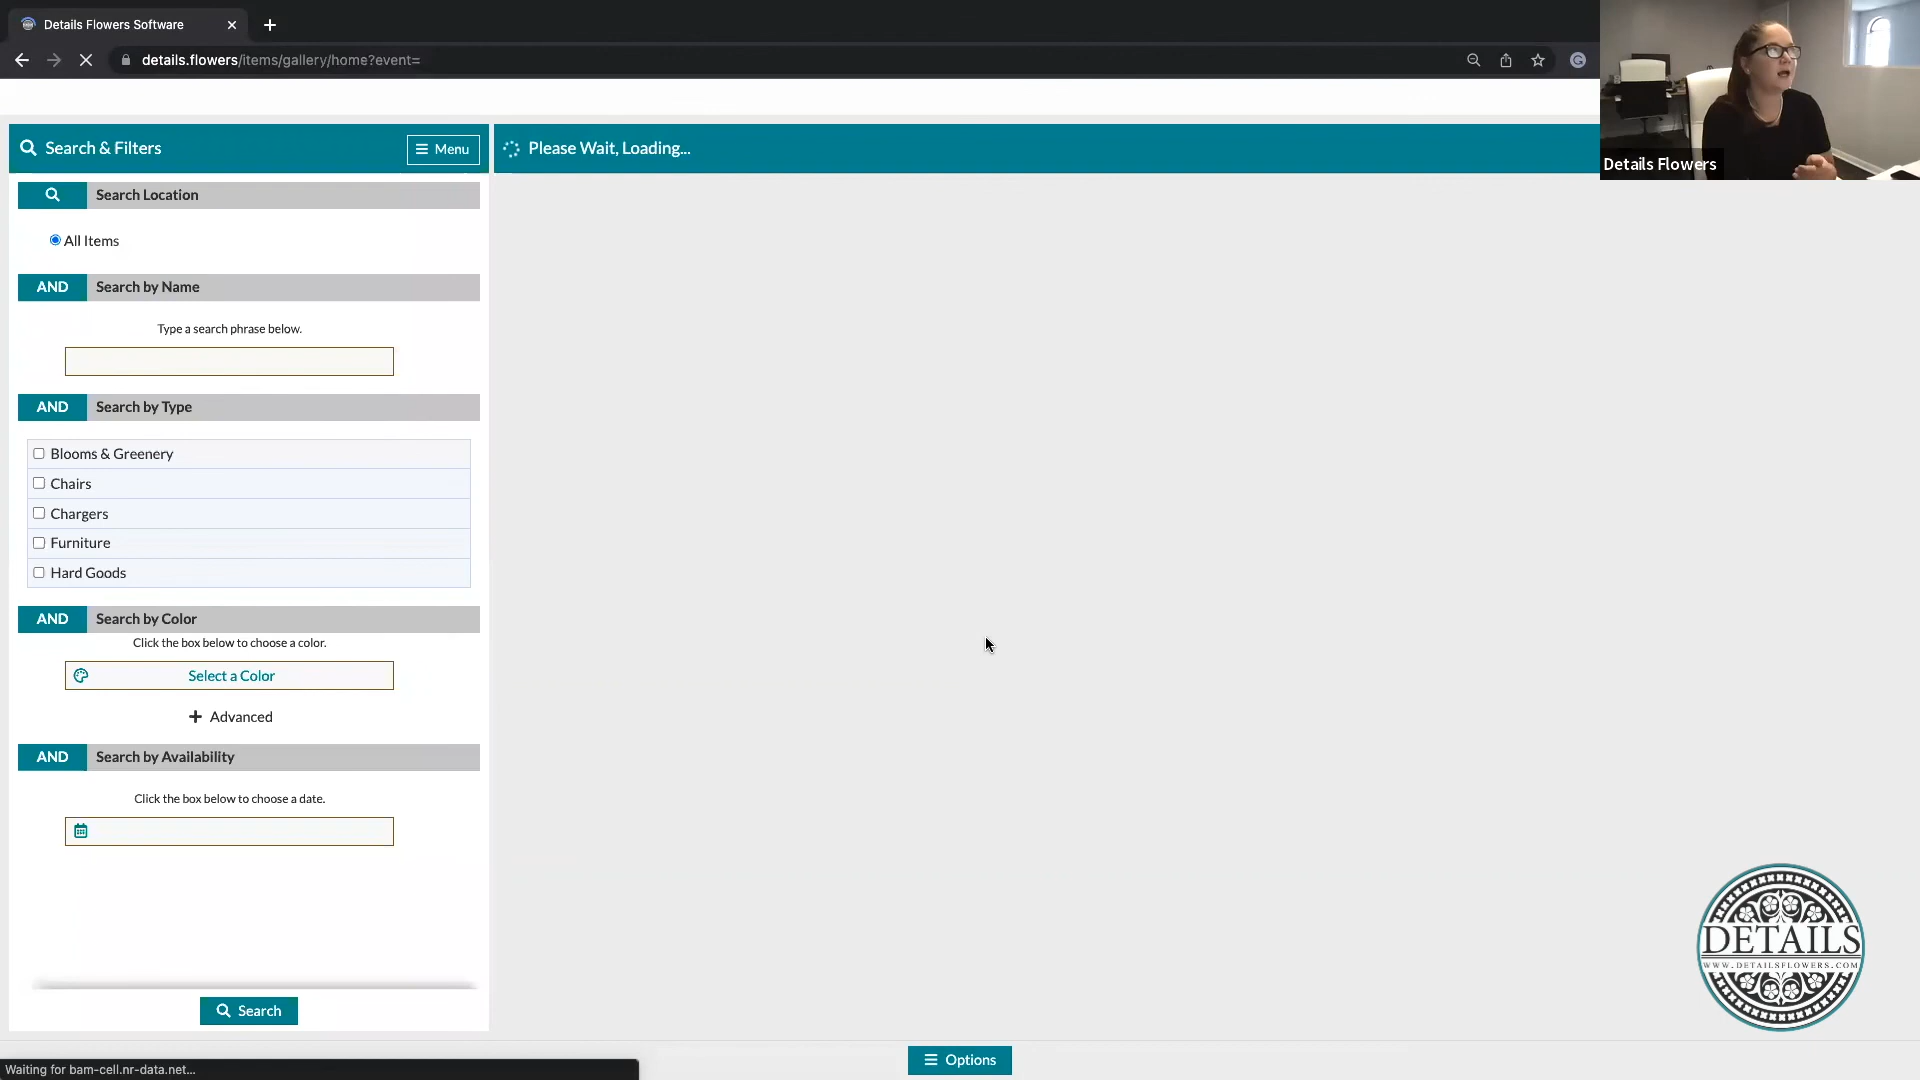 Details Flowers Software
details.flowers/items/gallery/home?event=
Details Flowers
Search & Filters
Menu
Please Wait, Loading...
Search Location
All Items
AND Search by Name
Type a search phrase below.
AND Search by Type
Blooms & Greenery
Chairs
Chargers
Furniture
Hard Goods
AND Search by Color
Click the box below to choose a color.
Select a Color
Advanced
AND Search by Availability
Click the box below to choose a date.
Search
DETAILS
WWW.DETAILSFLOWERS.COM
Options
Waiting for bam-cell.nr-data.net...